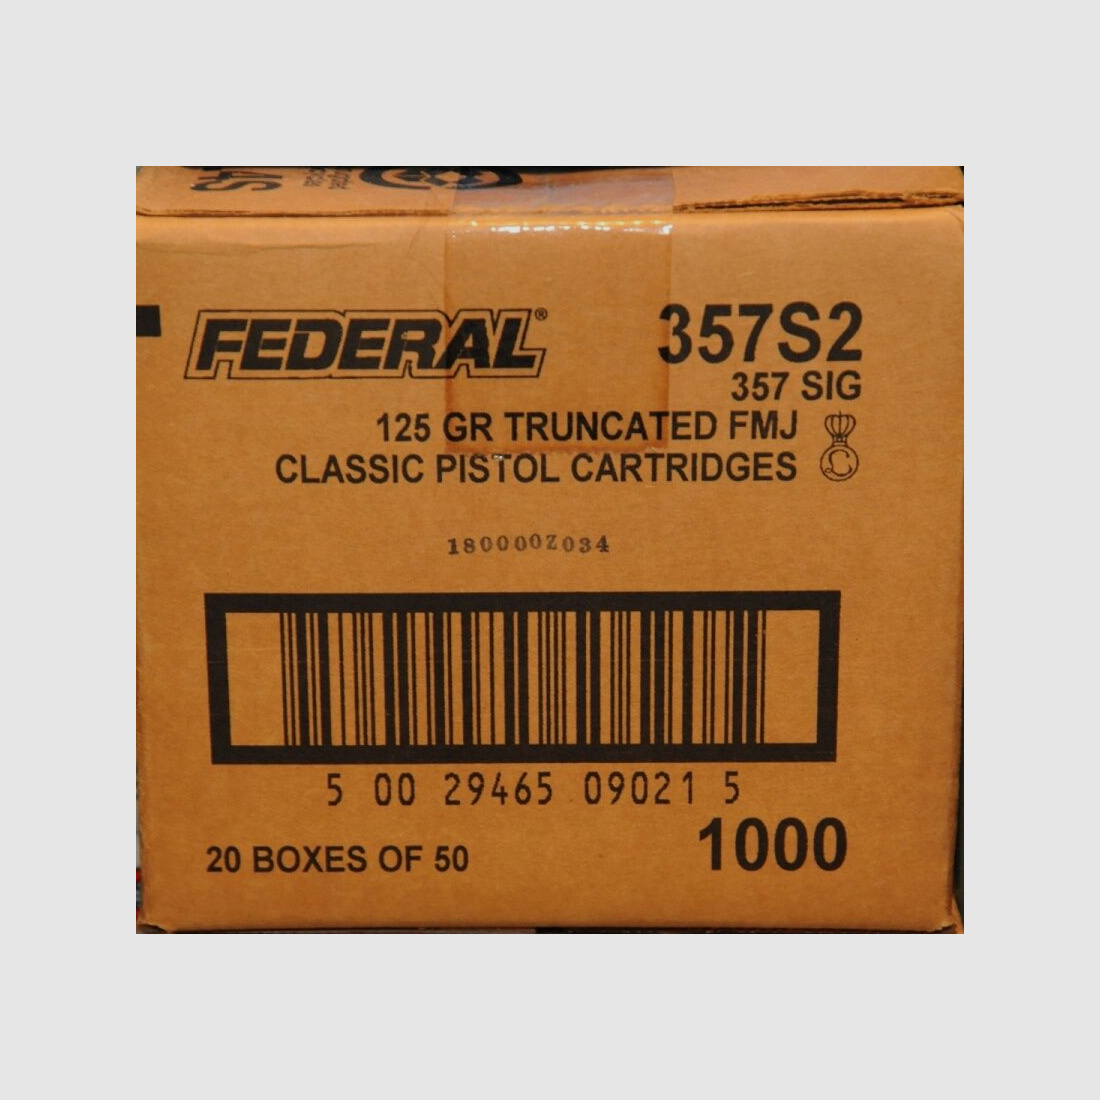 FEDERAL®
357S2
357 SIG
125 GR TRUNCATED FMJ
CLASSIC PISTOL CARTRIDGES
180000Z034
5 00 29465 09021 5
20 BOXES OF 50
1000